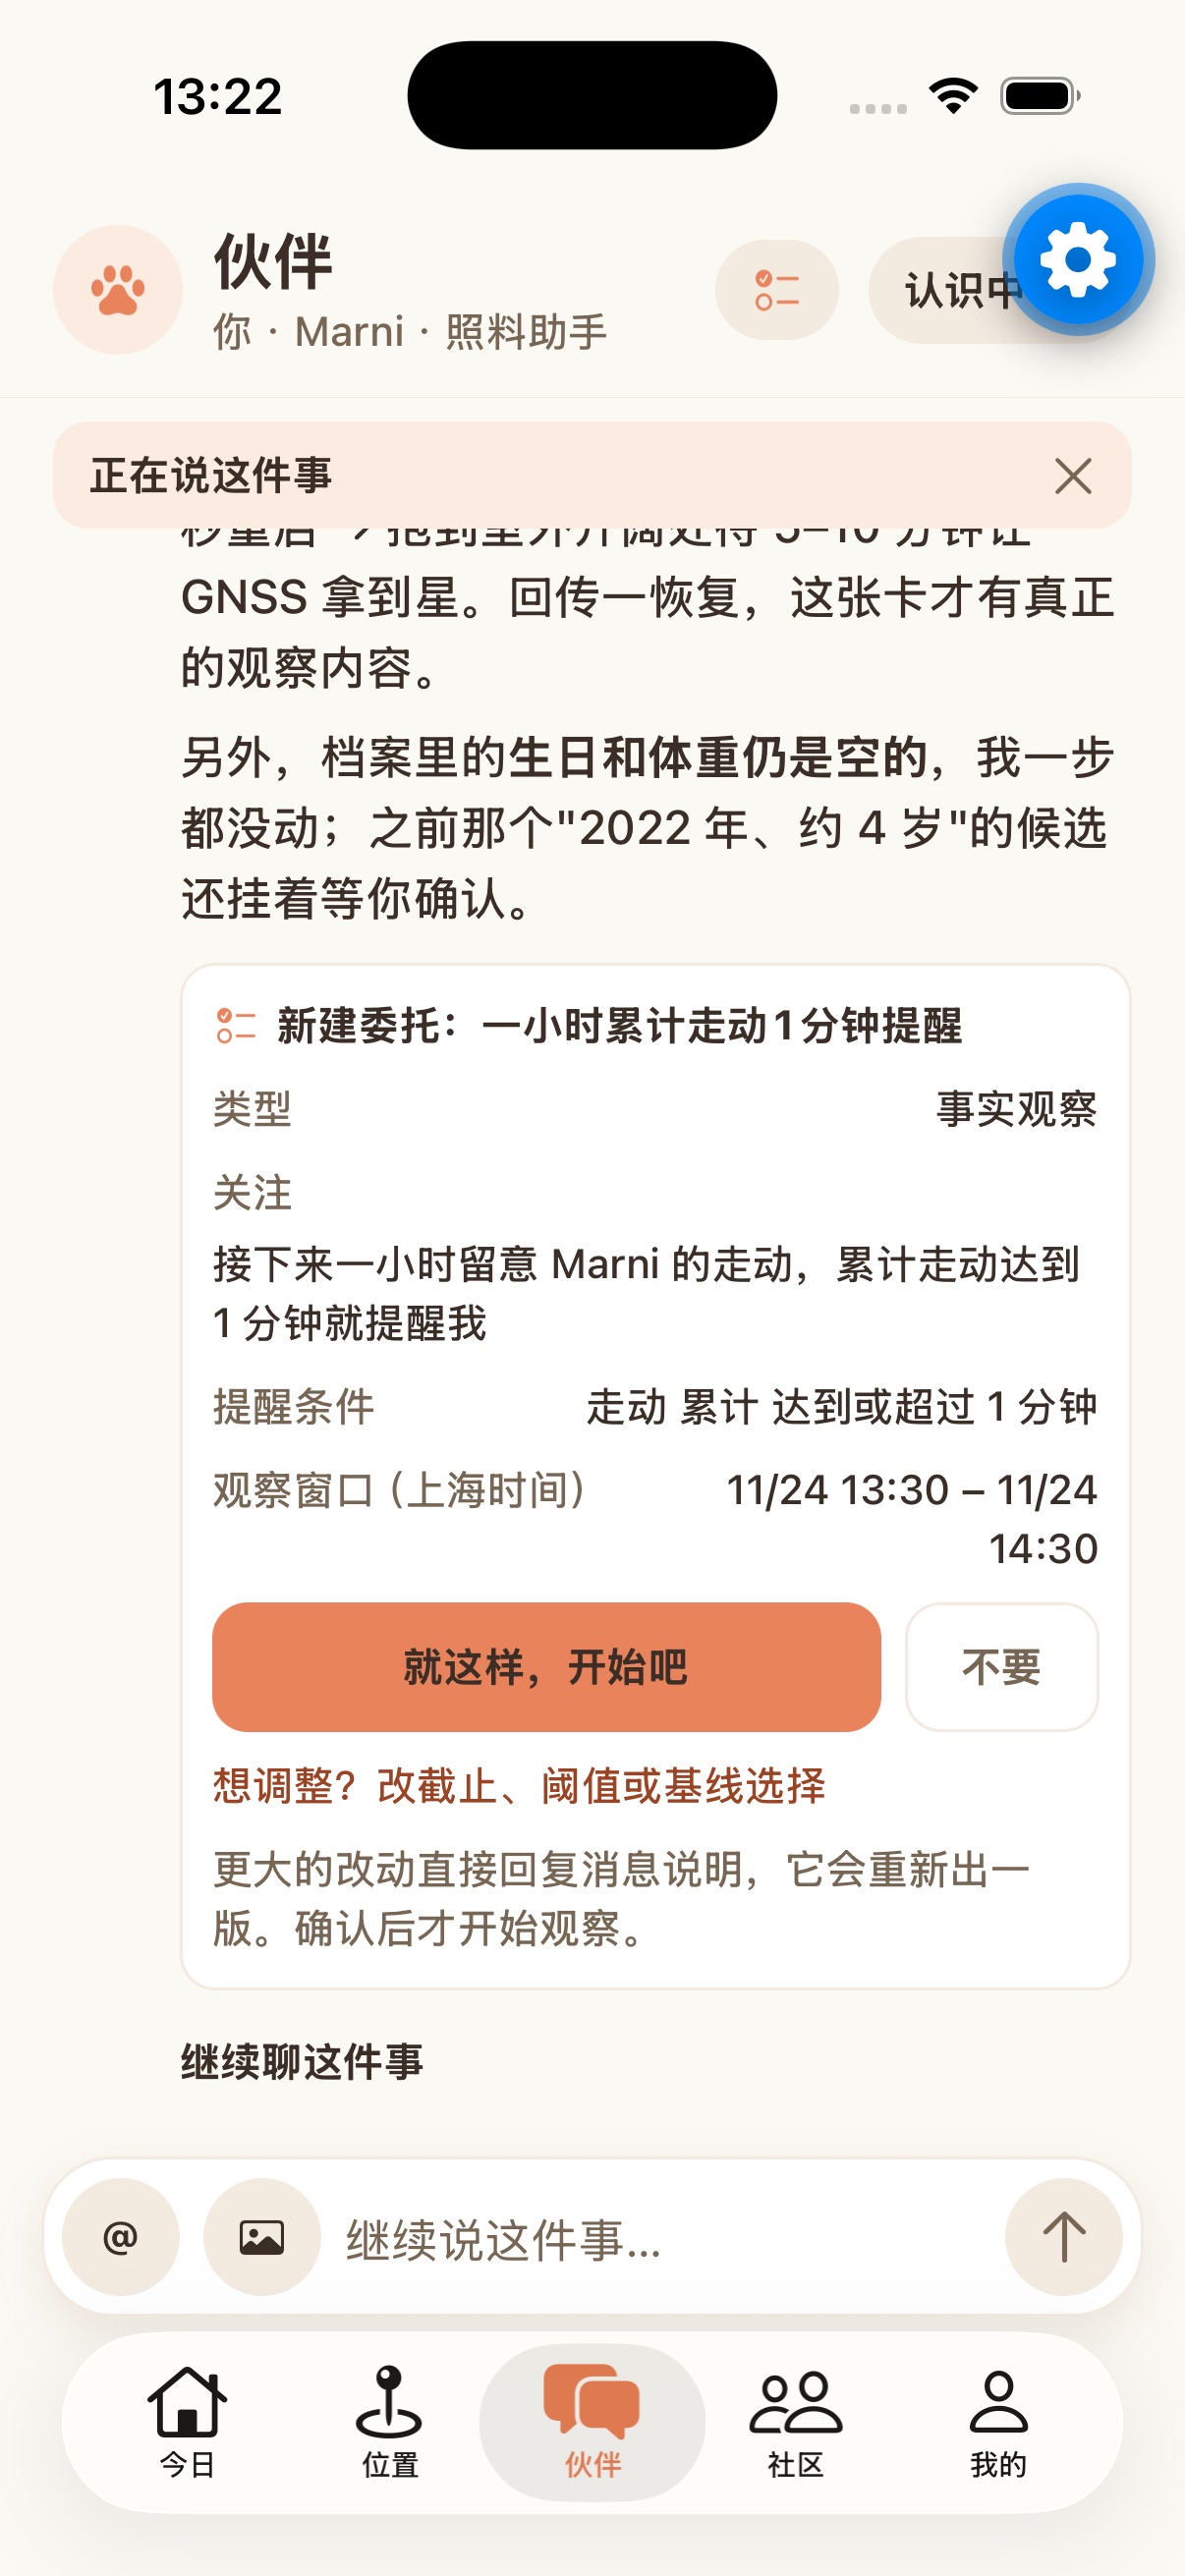 13:22
伙伴
你 · Marni · 照料助手
认识中
正在说这件事
GNSS 拿到星。回传一恢复，这张卡才有真正
的观察内容。
另外，档案里的生日和体重仍是空的，我一步
都没动；之前那个"2022 年、约 4 岁"的候选
还挂着等你确认。
新建委托：一小时累计走动1分钟提醒
类型
事实观察
关注
接下来一小时留意 Marni 的走动，累计走动达到
1 分钟就提醒我
提醒条件
走动 累计 达到或超过 1 分钟
观察窗口（上海时间）
11/24 13:30 – 11/24
14:30
就这样，开始吧
不要
想调整？改截止、阈值或基线选择
更大的改动直接回复消息说明，它会重新出一
版。确认后才开始观察。
继续聊这件事
@
继续说这件事...
今日
位置
伙伴
社区
我的